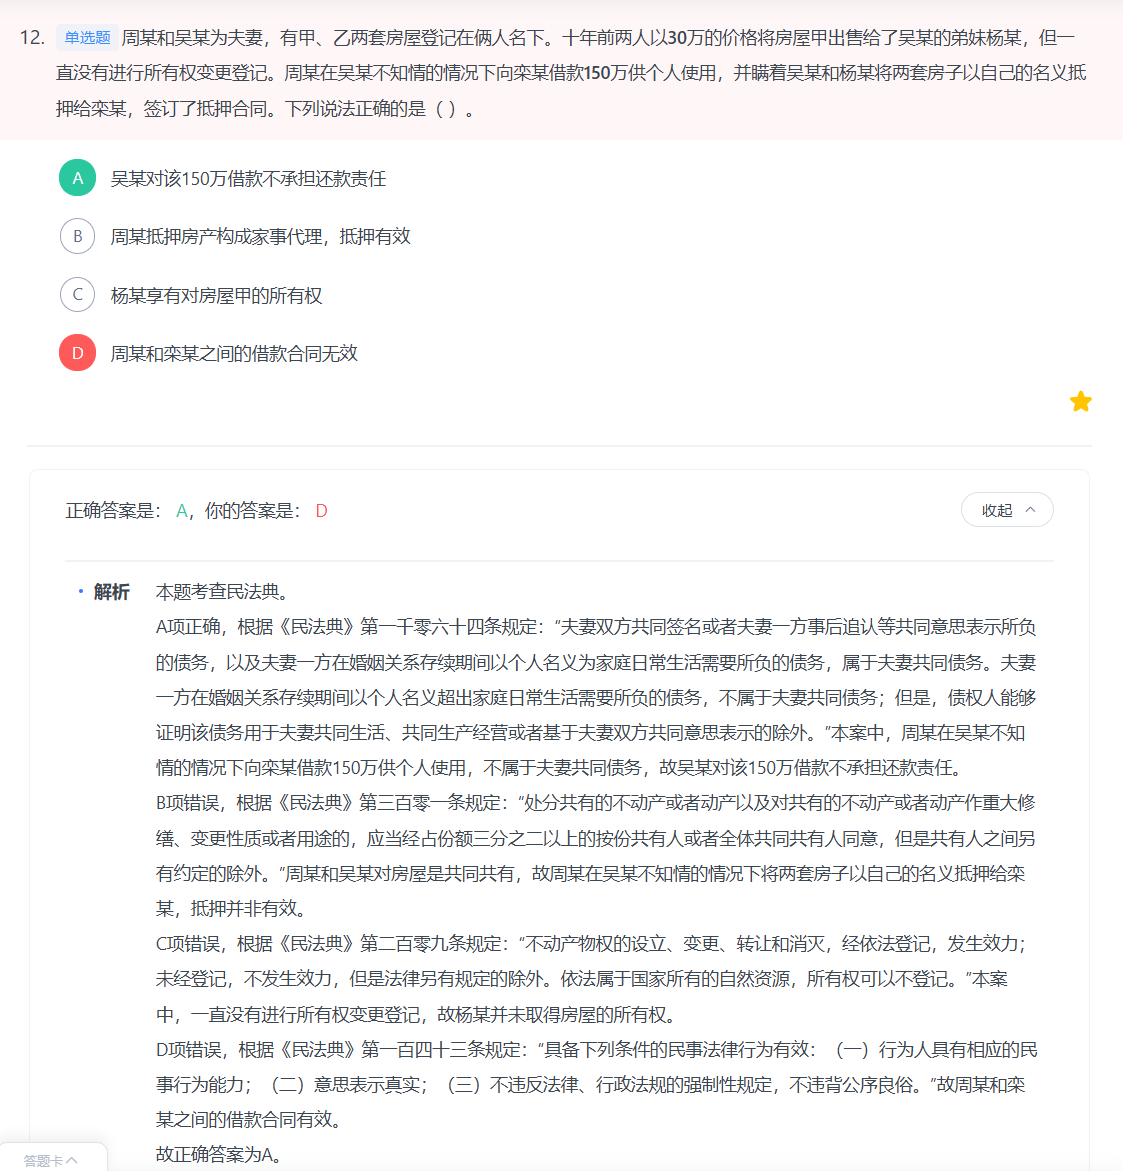 12. 单选题 周某和吴某为夫妻，有甲、乙两套房屋登记在俩人名下。十年前两人以30万的价格将房屋甲出售给了吴某的弟妹杨某，但一
直没有进行所有权变更登记。周某在吴某不知情的情况下向栾某借款150万供个人使用，并瞒着吴某和杨某将两套房子以自己的名义抵
押给栾某，签订了抵押合同。下列说法正确的是（ ）。
A 吴某对该150万借款不承担还款责任
B 周某抵押房产构成家事代理，抵押有效
C 杨某享有对房屋甲的所有权
D 周某和栾某之间的借款合同无效
正确答案是： A，你的答案是： D
收起
解析 本题考查民法典。
A项正确，根据《民法典》第一千零六十四条规定：“夫妻双方共同签名或者夫妻一方事后追认等共同意思表示所负
的债务，以及夫妻一方在婚姻关系存续期间以个人名义为家庭日常生活需要所负的债务，属于夫妻共同债务。夫妻
一方在婚姻关系存续期间以个人名义超出家庭日常生活需要所负的债务，不属于夫妻共同债务；但是，债权人能够
证明该债务用于夫妻共同生活、共同生产经营或者基于夫妻双方共同意思表示的除外。”本案中，周某在吴某不知
情的情况下向栾某借款150万供个人使用，不属于夫妻共同债务，故吴某对该150万借款不承担还款责任。
B项错误，根据《民法典》第三百零一条规定：“处分共有的不动产或者动产以及对共有的不动产或者动产作重大修
缮、变更性质或者用途的，应当经占份额三分之二以上的按份共有人或者全体共同共有人同意，但是共有人之间另
有约定的除外。”周某和吴某对房屋是共同共有，故周某在吴某不知情的情况下将两套房子以自己的名义抵押给栾
某，抵押并非有效。
C项错误，根据《民法典》第二百零九条规定：“不动产物权的设立、变更、转让和消灭，经依法登记，发生效力；
未经登记，不发生效力，但是法律另有规定的除外。依法属于国家所有的自然资源，所有权可以不登记。”本案
中，一直没有进行所有权变更登记，故杨某并未取得房屋的所有权。
D项错误，根据《民法典》第一百四十三条规定：“具备下列条件的民事法律行为有效：（一）行为人具有相应的民
事行为能力；（二）意思表示真实；（三）不违反法律、行政法规的强制性规定，不违背公序良俗。”故周某和栾
某之间的借款合同有效。
故正确答案为A。
答题卡